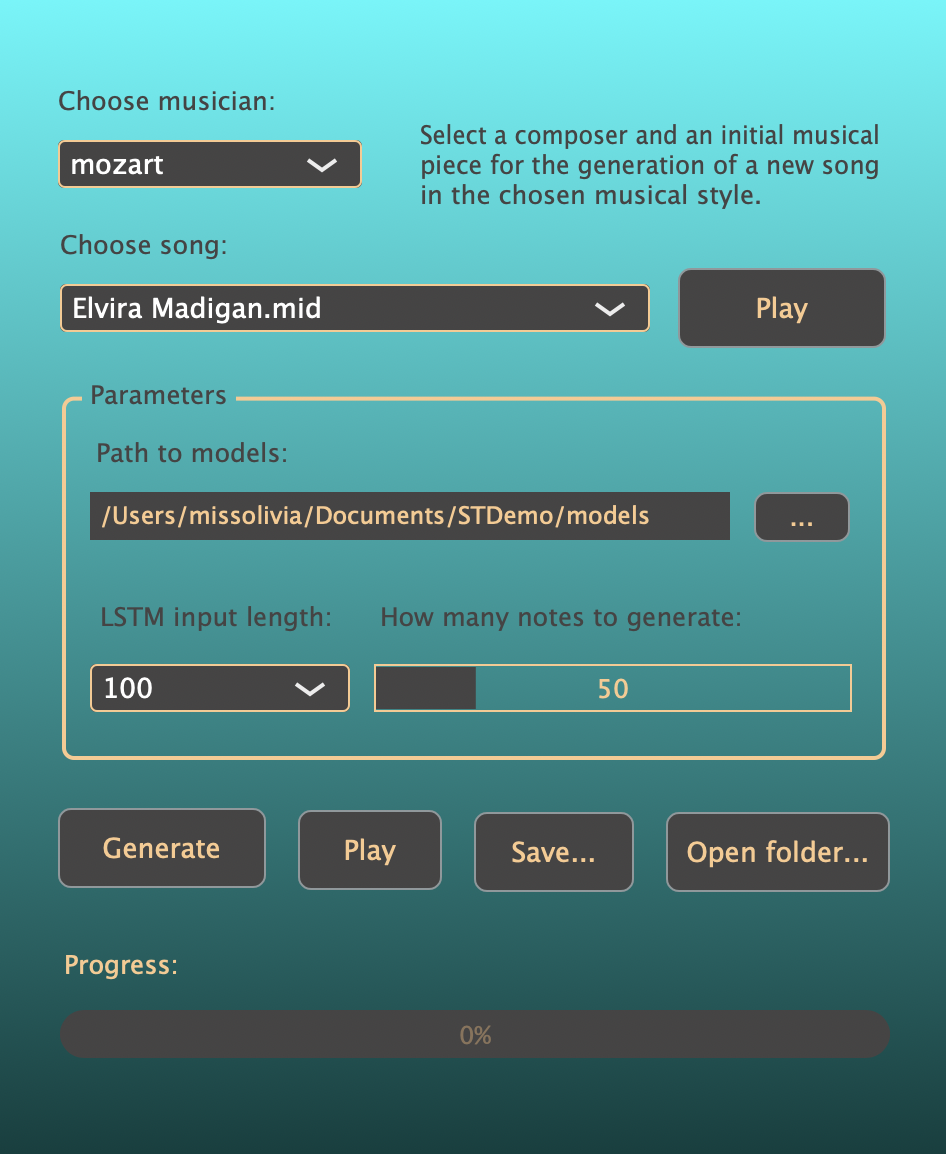 Choose musician:
mozart
Select a composer and an initial musical
piece for the generation of a new song
in the chosen musical style.
Choose song:
Elvira Madigan.mid
Play
Parameters
Path to models:
/Users/missolivia/Documents/STDemo/models
...
LSTM input length:
How many notes to generate:
100
50
Generate
Play
Save...
Open folder...
Progress:
0%